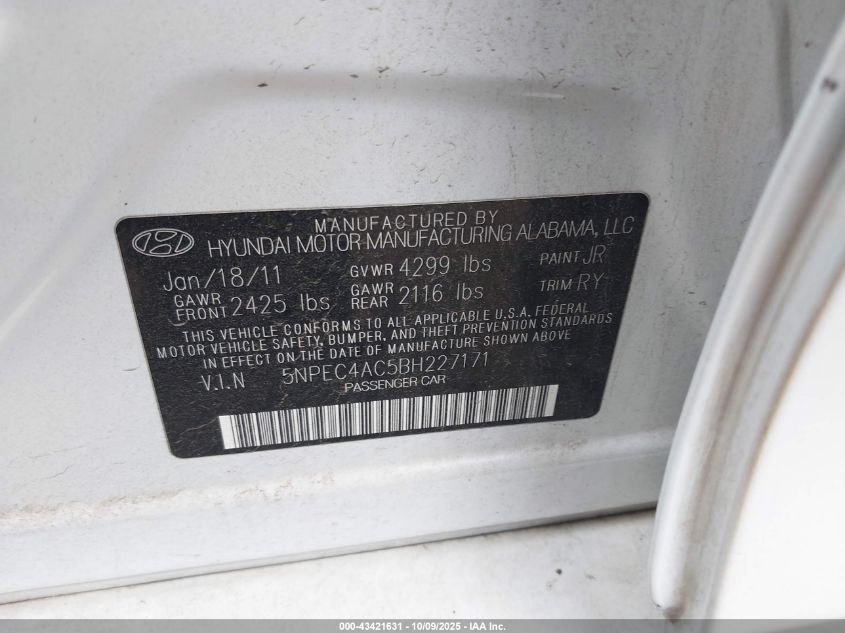 MANUFACTURED BY
HYUNDAI MOTOR MANUFACTURING ALABAMA, LLC
Jan/18/11 GVWR 4299 lbs PAINT JR
GAWR FRONT 2425 lbs GAWR REAR 2116 lbs TRIM RY
THIS VEHICLE CONFORMS TO ALL APPLICABLE U.S.A. FEDERAL
MOTOR VEHICLE SAFETY, BUMPER, AND THEFT PREVENTION STANDARDS
IN EFFECT ON THE DATE OF MANUFACTURE SHOWN ABOVE
V.I.N 5NPEC4AC5BH227171
PASSENGER CAR
000-43421631 - 10/09/2025 - IAA Inc.